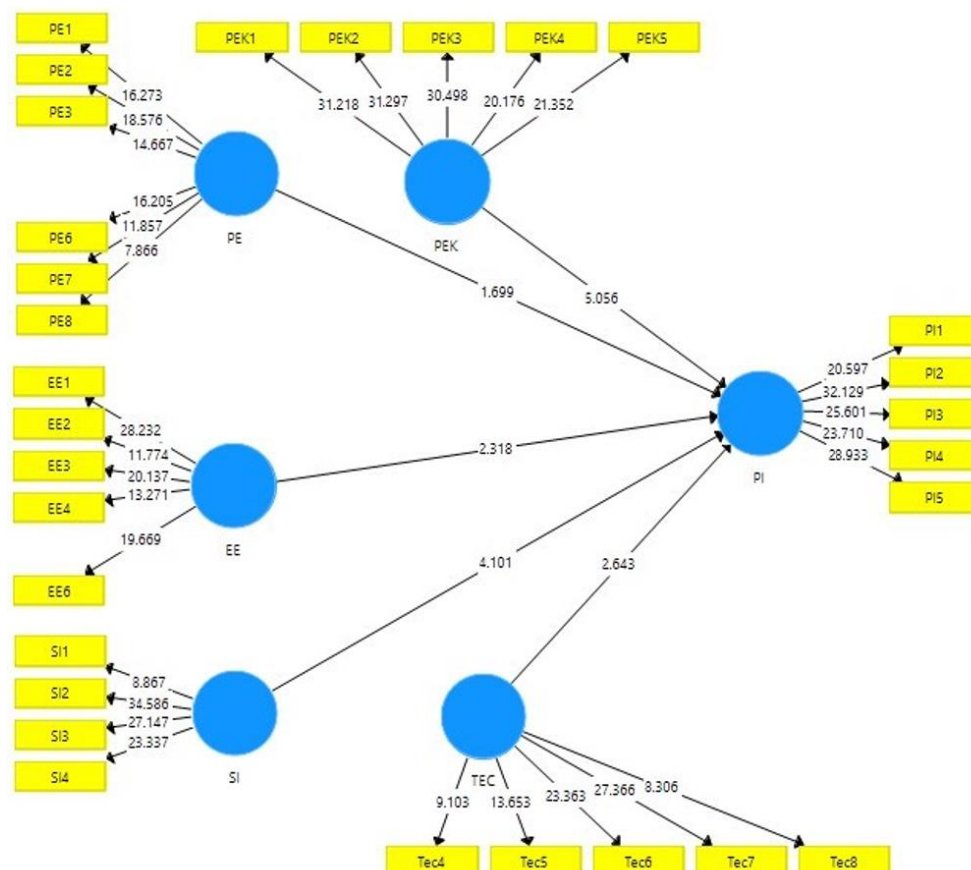 PE1
PE2
PE3
16.273
18.576
14.667
16.205
11.857
7.866
PE6
PE7
PE8
PE
PEK1
PEK2
PEK3
PEK4
PEK5
31.218
31.297
30.498
20.176
21.352
PEK
1.699
5.056
EE1
EE2
EE3
EE4
EE6
28.232
11.774
20.137
13.271
19.669
EE
2.318
PI1
PI2
PI3
PI4
PI5
20.597
32.129
25.601
23.710
28.933
PI
4.101
2.643
SI1
SI2
SI3
SI4
8.867
34.586
27.147
23.337
SI
TEC
9.103
13.653
23.363
27.366
8.306
Tec4
Tec5
Tec6
Tec7
Tec8